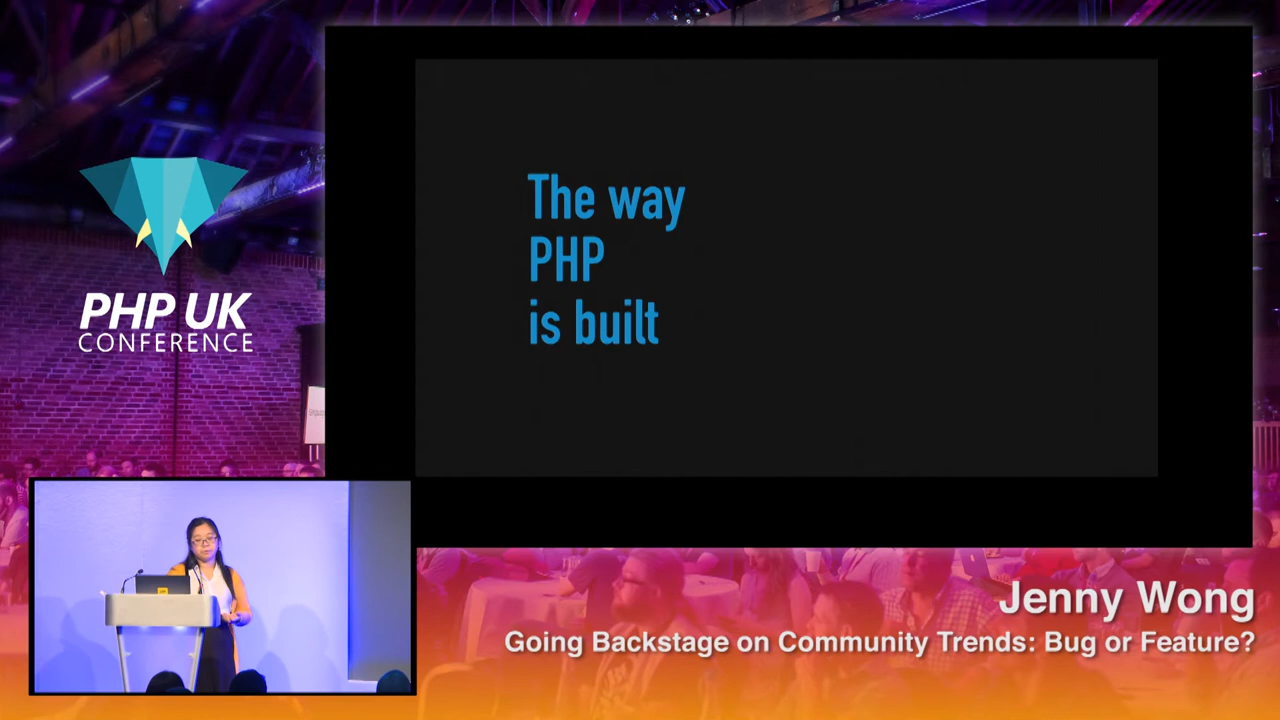 The way
PHP
is built
PHP UK
CONFERENCE
Jenny Wong
Going Backstage on Community Trends: Bug or Feature?